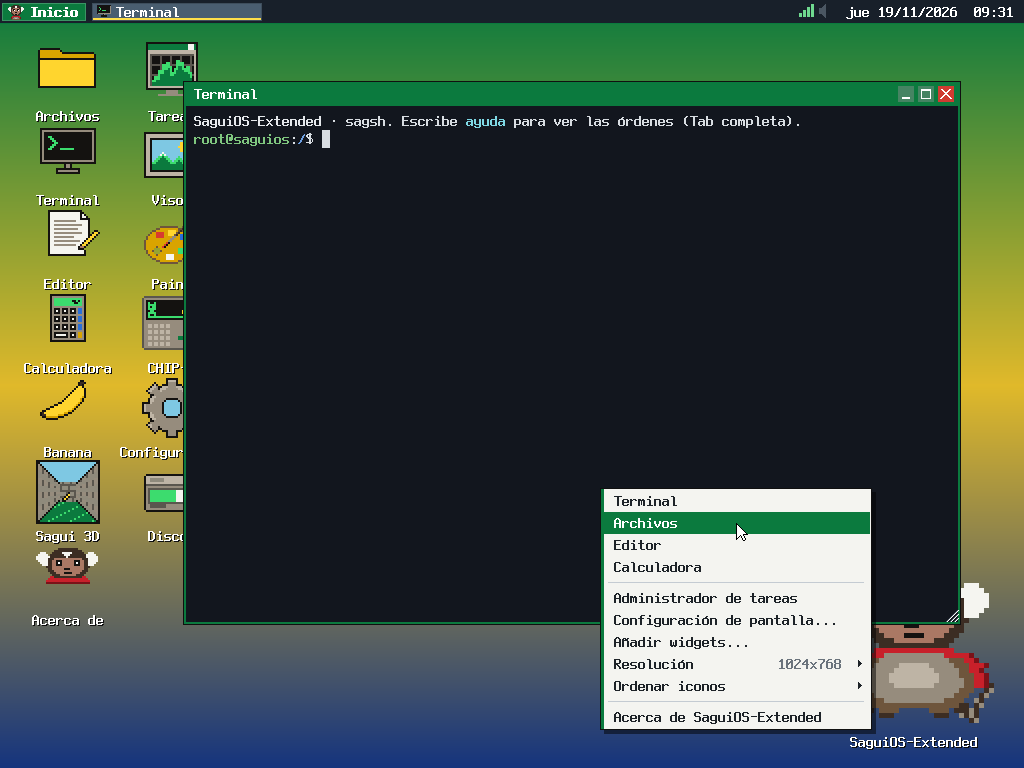 Inicio
Terminal
jue 19/11/2026 09:31
Archivos
Terminal
Editor
Calculadora
CHIP-
Banana
Sagui 3D
Acerca de
Terminal
SaguiOS-Extended · sagsh. Escribe ayuda para ver las órdenes (Tab completa).
root@saguios:/$
Terminal
Archivos
Editor
Calculadora
Administrador de tareas
Configuración de pantalla...
Añadir widgets...
Resolución 1024x768
Ordenar iconos
Acerca de SaguiOS-Extended
SaguiOS-Extended